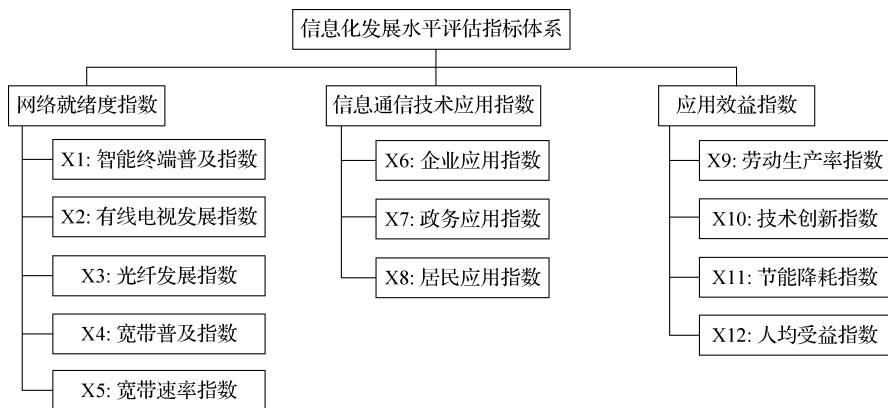 信息化发展水平评估指标体系
网络就绪度指数
X1: 智能终端普及指数
X2: 有线电视发展指数
X3: 光纤发展指数
X4: 宽带普及指数
X5: 宽带速率指数
信息通信技术应用指数
X6: 企业应用指数
X7: 政务应用指数
X8: 居民应用指数
应用效益指数
X9: 劳动生产率指数
X10: 技术创新指数
X11: 节能降耗指数
X12: 人均受益指数